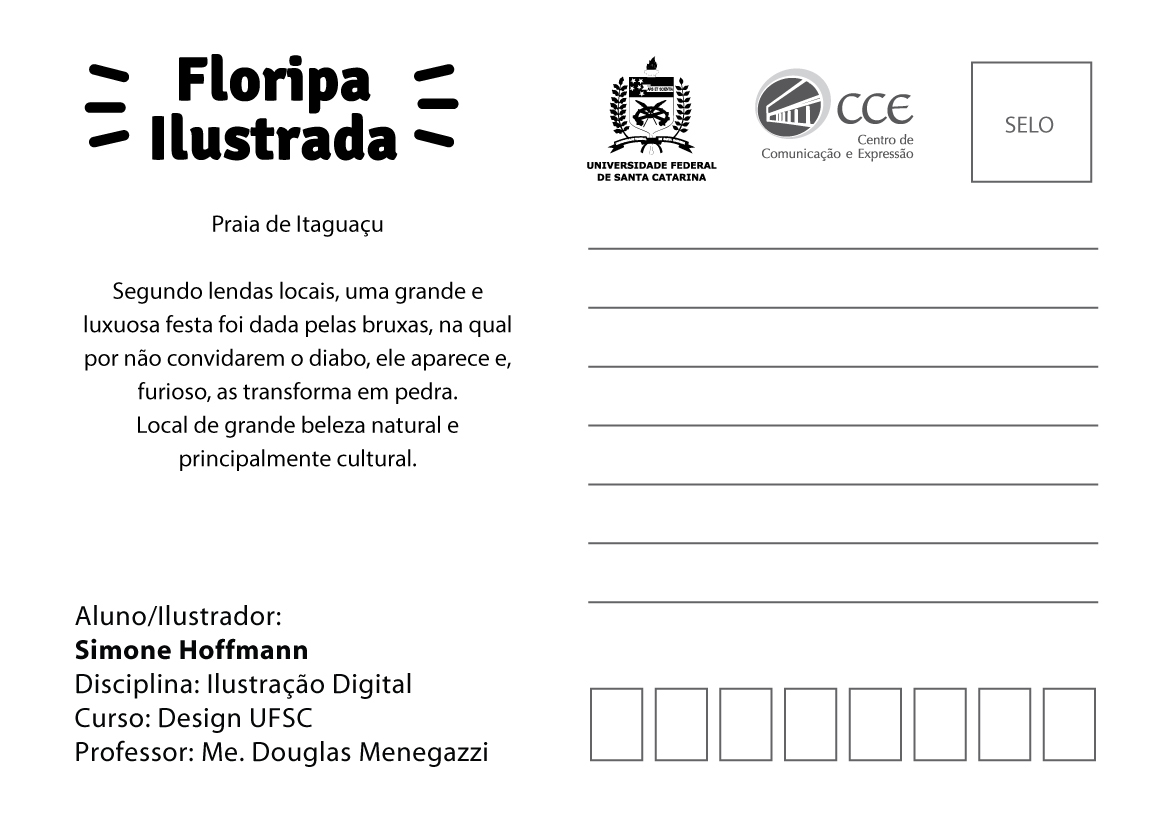 Floripa
Ilustrada
Praia de Itaguaçu
Segundo lendas locais, uma grande e
luxuosa festa foi dada pelas bruxas, na qual
por não convidarem o diabo, ele aparece e,
furioso, as transforma em pedra.
Local de grande beleza natural e
principalmente cultural.
Aluno/Ilustrador:
Simone Hoffmann
Disciplina: Ilustração Digital
Curso: Design UFSC
Professor: Me. Douglas Menegazzi
ARS ET SCIENTIA
UNIVERSIDADE FEDERAL
DE SANTA CATARINA
CCE
Centro de
Comunicação e Expressão
SELO